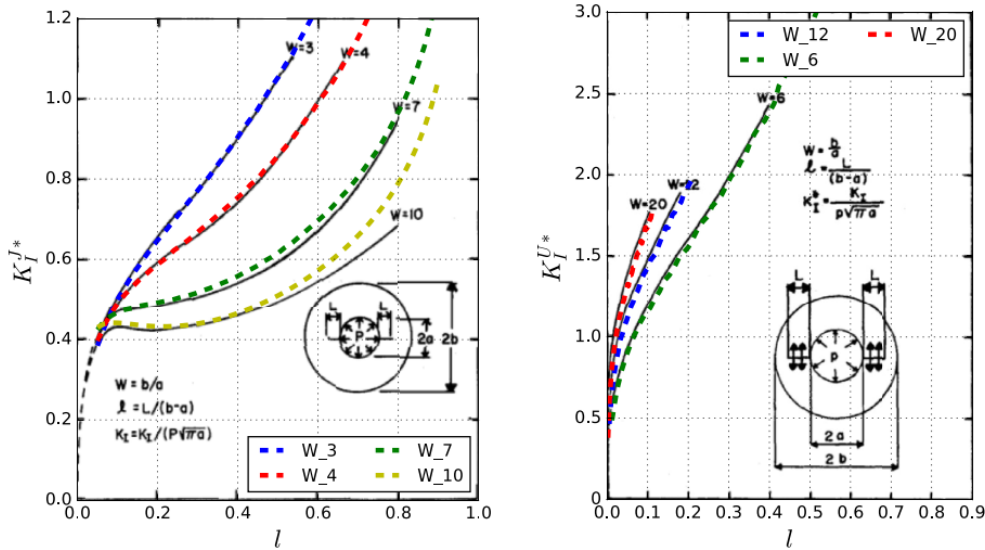 1.2
1.0
0.8
0.6
0.4
0.2
0.0
0.0 0.2 0.4 0.6 0.8 1.0
K_I^{J*}
l
W=3
W=4
W=7
W=10
L
L
P
2a 2b
W = b/a
ℓ = L/(b-a)
K_I = K_I/(P√πa)
W_3 W_7
W_4 W_10
3.0
2.5
2.0
1.5
1.0
0.5
0.0
0.0 0.1 0.2 0.3 0.4 0.5 0.6 0.7 0.8 0.9
K_I^{U*}
l
W_12 W_20
W_6
W=6
W=12
W=20
W = b/a
ℓ = L/(b-a)
K_I^* = K_I/(p√πa)
L L
P
2a
2b